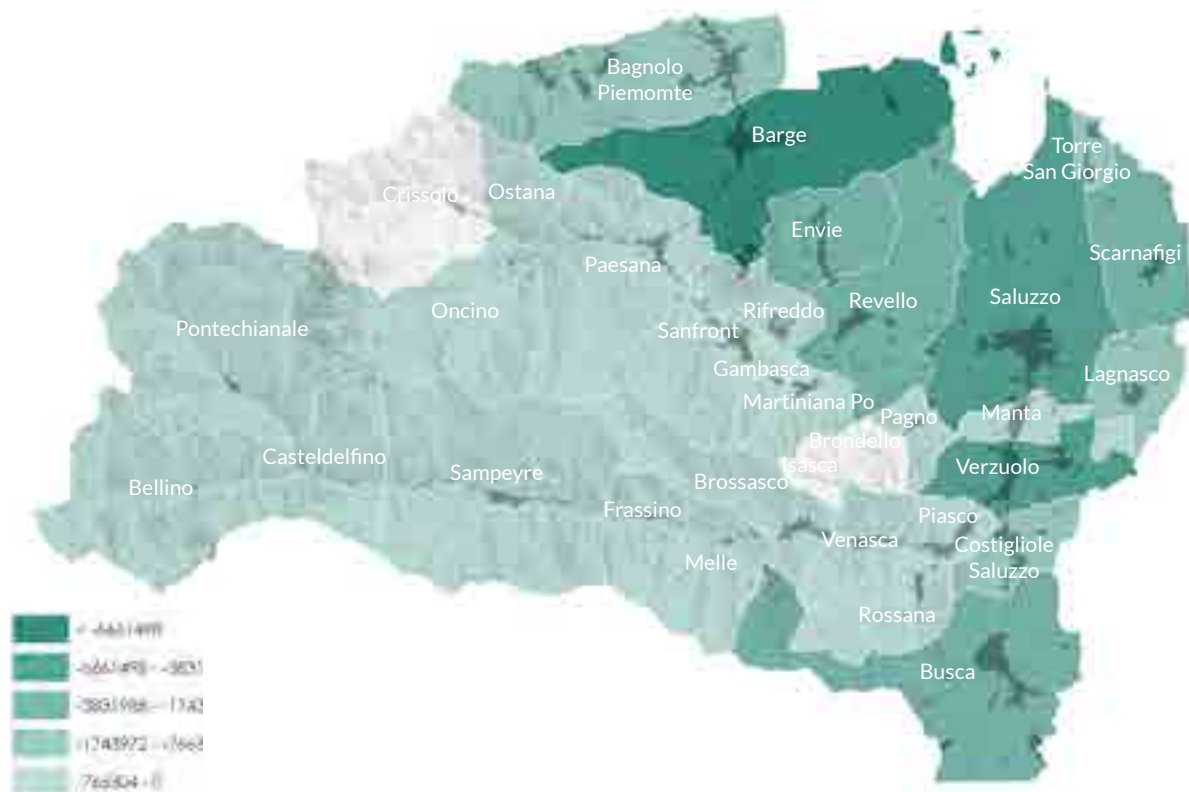 Bagnolo
Piemomte
Barge
Torre
San Giorgio
Crissolo
Ostana
Envie
Scarnafigi
Paesana
Saluzzo
Revello
Rifreddo
Oncino
Pontechianale
Sanfront
Gambasca
Lagnasco
Martiniana Po
Pagno
Manta
Brondello
Isasca
Verzuolo
Casteldelfino
Sampeyre
Brossasco
Bellino
Frassino
Piasco
Venasca
Costigliole
Saluzzo
Melle
Rossana
Busca